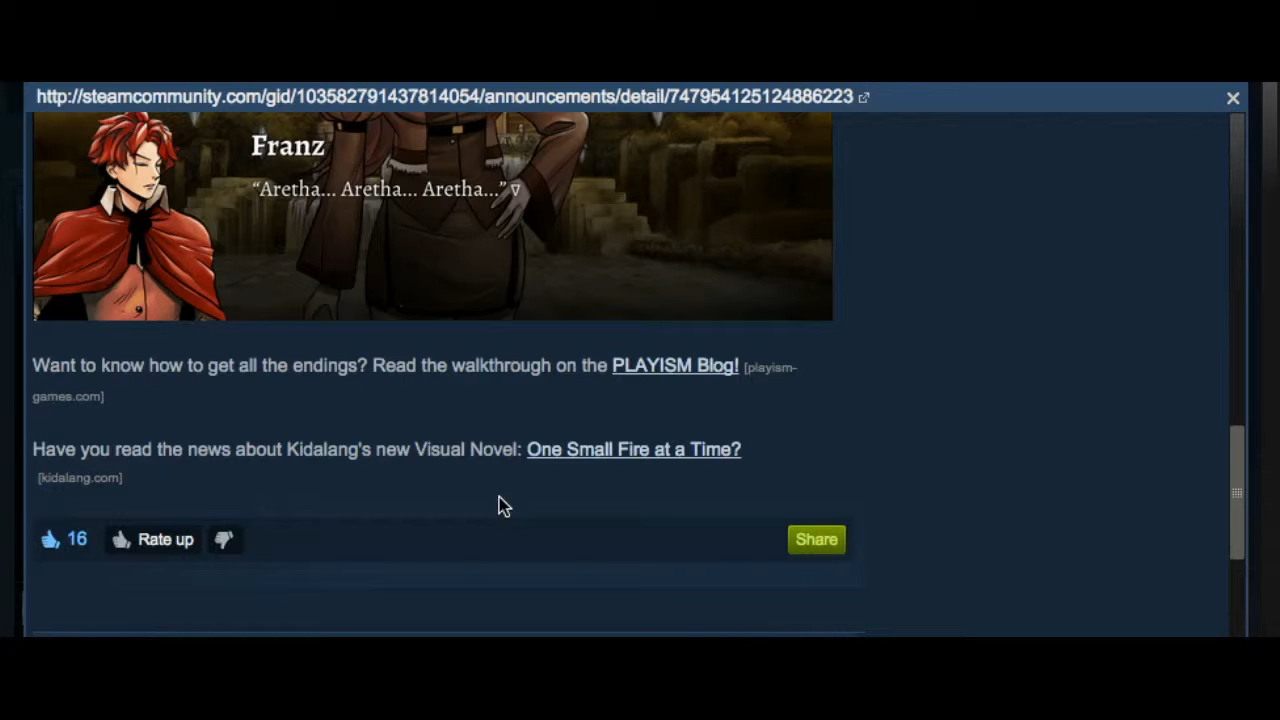 http://steamcommunity.com/gid/103582791437814054/announcements/detail/747954125124886223
Franz
“Aretha... Aretha... Aretha...”
Want to know how to get all the endings? Read the walkthrough on the PLAYISM Blog! [playism-
games.com]
Have you read the news about Kidalang's new Visual Novel: One Small Fire at a Time?
[kidalang.com]
16 Rate up Share